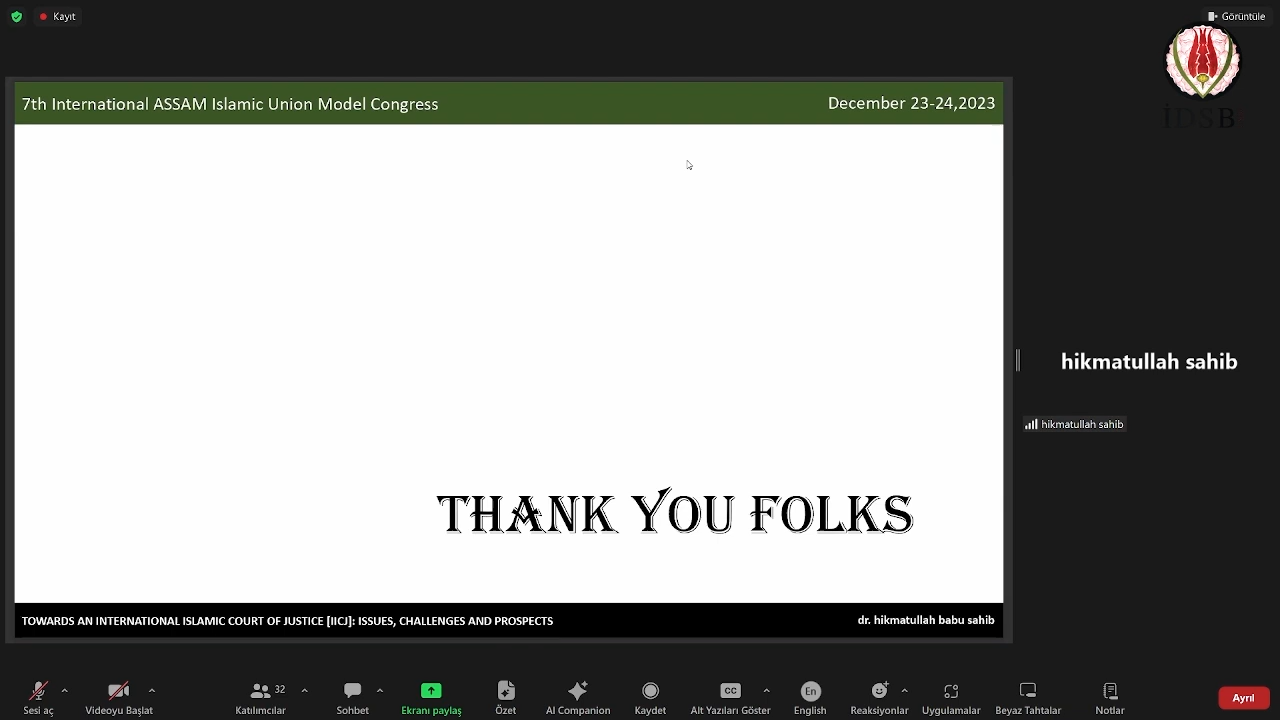 Kayıt
Görüntüle
İDSB
7th International ASSAM Islamic Union Model Congress
December 23-24,2023
THANK YOU FOLKS
TOWARDS AN INTERNATIONAL ISLAMIC COURT OF JUSTICE [IICJ]: ISSUES, CHALLENGES AND PROSPECTS
dr. hikmatullah babu sahib
hikmatullah sahib
hikmatullah sahib
32
CC
En
Sesi aç
Videoyu Başlat
Katılımcılar
Sohbet
Ekranı paylaş
Özet
AI Companion
Kaydet
Alt Yazıları Göster
English
Reaksiyonlar
Uygulamalar
Beyaz Tahtalar
Notlar
Ayrıl